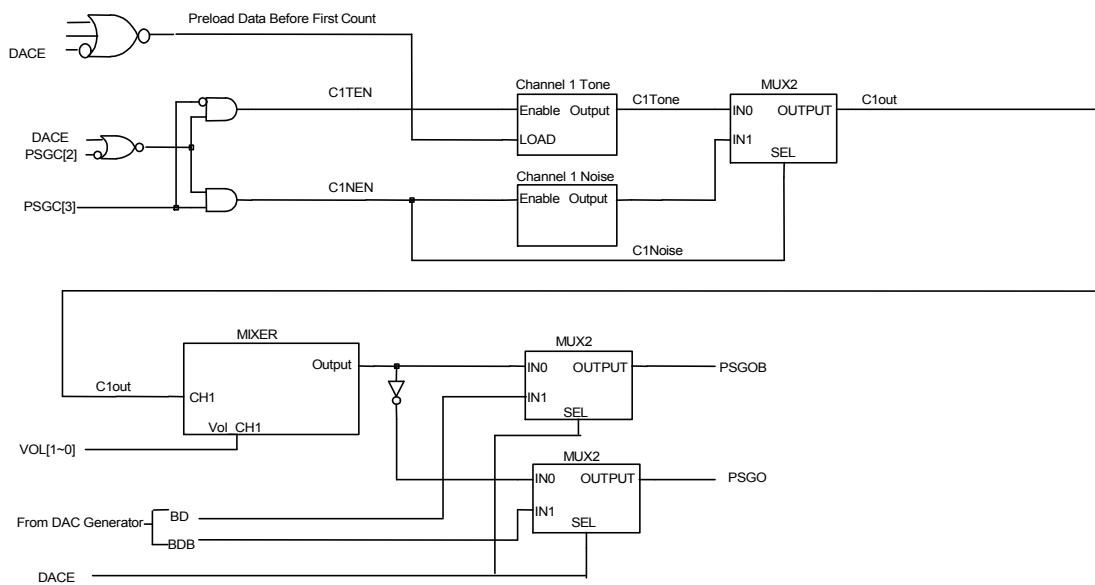 Preload Data Before First Count
DACE
C1TEN
Channel 1 Tone
Enable Output
LOAD
C1Tone
MUX2
IN0 OUTPUT
IN1
SEL
C1out
DACE
PSGC[2]
PSGC[3]
C1NEN
Channel 1 Noise
Enable Output
C1Noise
MIXER
Output
CH1
Vol_CH1
C1out
VOL[1~0]
MUX2
IN0 OUTPUT
IN1
SEL
PSGOB
MUX2
IN0 OUTPUT
IN1
SEL
PSGO
From DAC Generator
BD
BDB
DACE